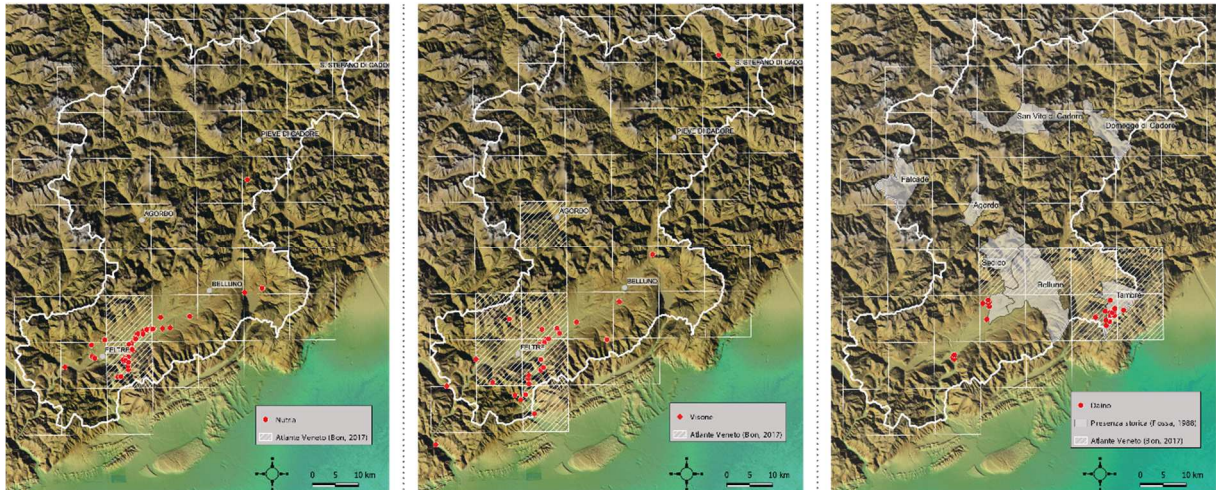 S. STEFANO DI CADO
PIEVE DI CADORE
AGORDO
BELLUNO
FELTRE
Nutria
Atlante Veneto (Bon, 2017)
0 5 10 km
S. STEFANO DI CADO
PIEVE DI CADORE
AGORDO
BELLUNO
FELTRE
Visone
Atlante Veneto (Bon, 2017)
0 5 10 km
San Vito di Cadore
Domegge di Cadore
Falcade
Agordo
Sedico
Belluno
Tambre
Daino
Presenza storica (Fossa, 1988)
Atlante Veneto (Bon, 2017)
0 5 10 km